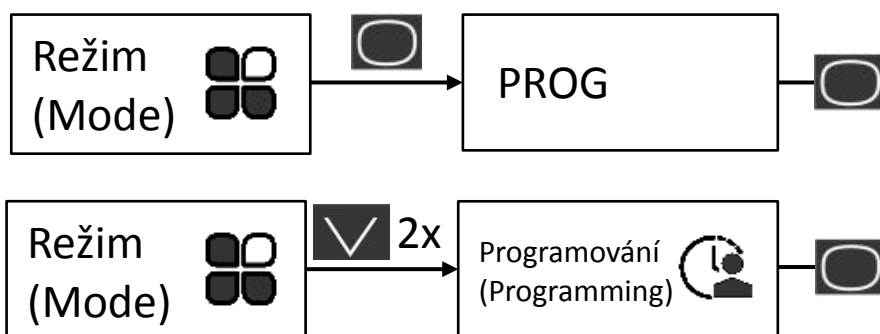 Režim
(Mode)
PROG
Režim
(Mode)
2x
Programování
(Programming)